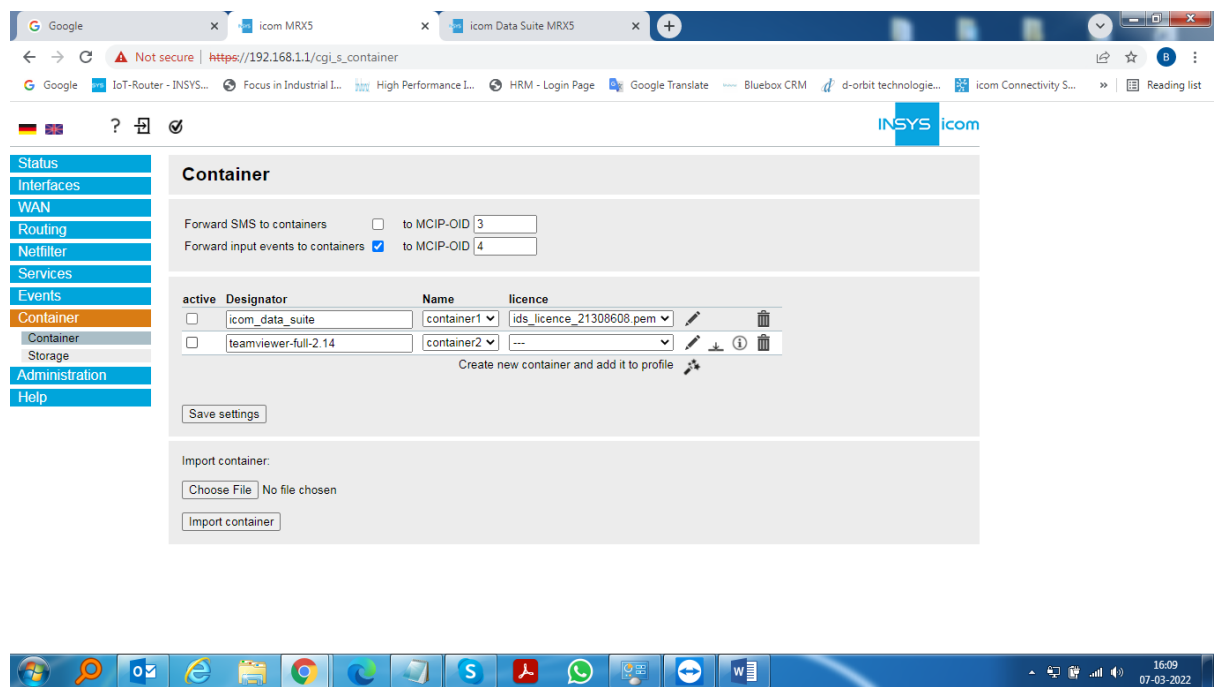 Google
icom MRX5
icom Data Suite MRX5
Not secure | https://192.168.1.1/cgi_s_container
B
Google
IoT-Router - INSYS...
Focus in Industrial I...
High Performance I...
HRM - Login Page
Google Translate
Bluebox CRM
d-orbit technologie...
icom Connectivity S...
»
Reading list
?
INSYS icom
Status
Interfaces
WAN
Routing
Netfilter
Services
Events
Container
Container
Storage
Administration
Help
Container
Forward SMS to containers to MCIP-OID 3
Forward input events to containers to MCIP-OID 4
active Designator Name licence
icom_data_suite container1 ids_licence_21308608.pem
teamviewer-full-2.14 container2 ---
Create new container and add it to profile
Save settings
Import container:
Choose File No file chosen
Import container
16:09
07-03-2022